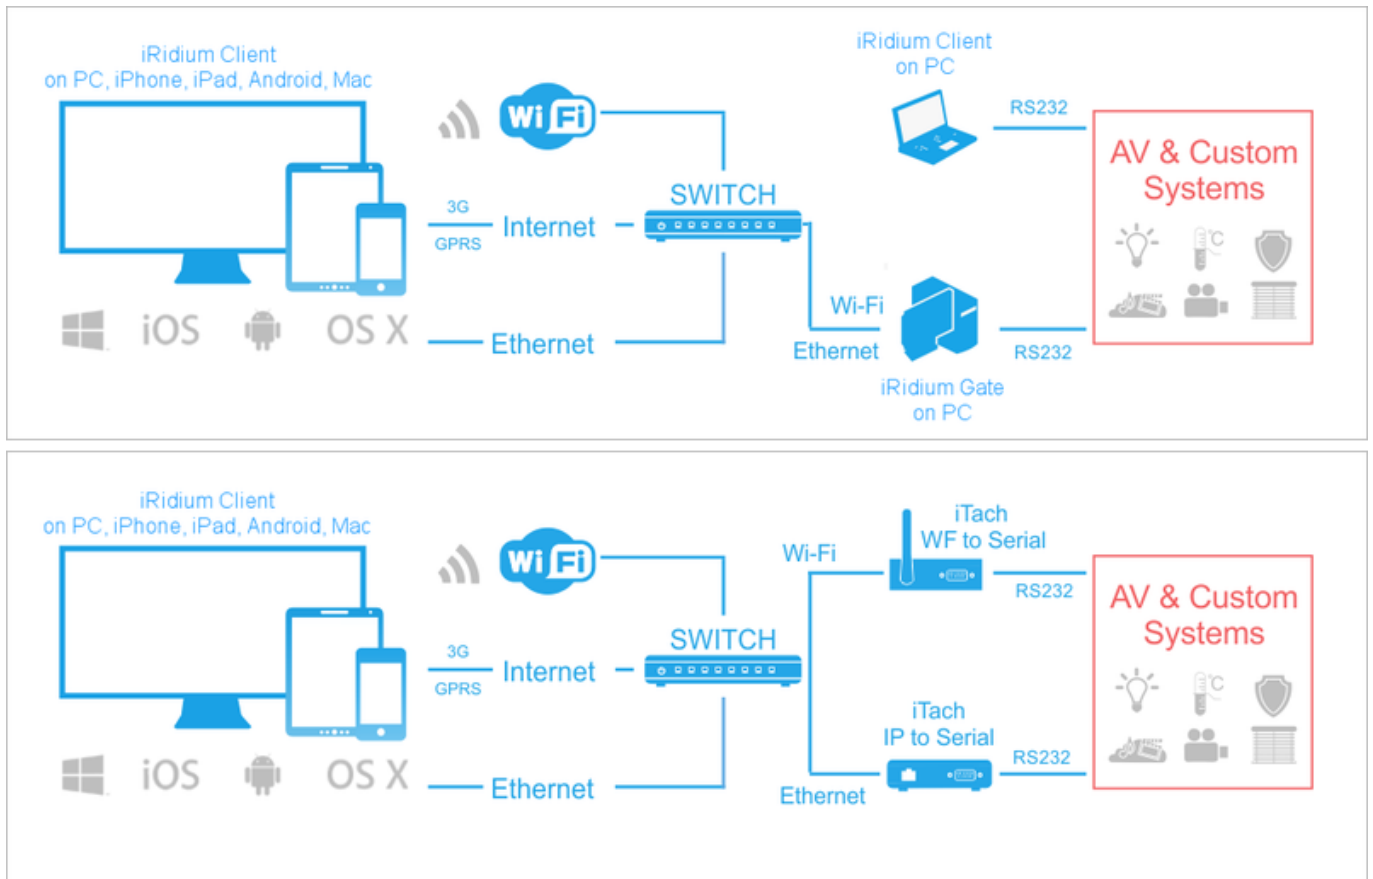 iRidium Client
on PC, iPhone, iPad, Android, Mac
iRidium Client
on PC
Wi Fi
RS232
AV & Custom
Systems
SWITCH
3G
Internet
GPRS
°C
Wi-Fi
iOS
OS X
Ethernet
Ethernet
RS232
iRidium Gate
on PC
iRidium Client
on PC, iPhone, iPad, Android, Mac
iTach
WF to Serial
Wi Fi
Wi-Fi
RS232
AV & Custom
Systems
SWITCH
3G
Internet
GPRS
°C
iTach
IP to Serial
iOS
OS X
RS232
Ethernet
Ethernet